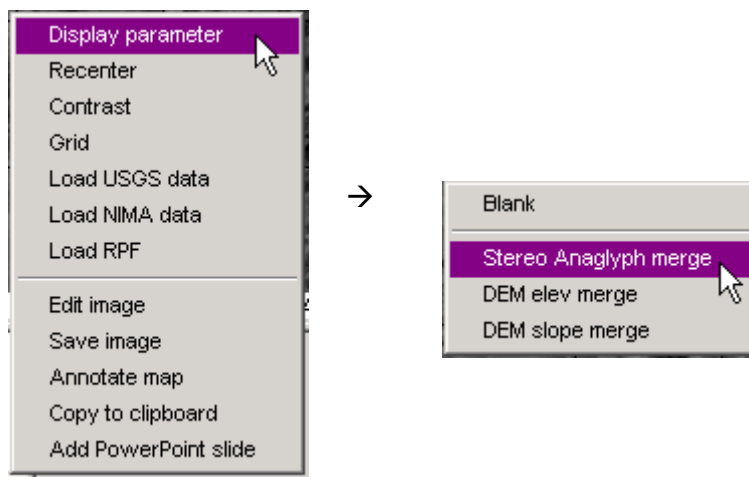 Display parameter
Recenter
Contrast
Grid
Load USGS data
Load NIMA data
Load RPF
Edit image
Save image
Annotate map
Copy to clipboard
Add PowerPoint slide
→
Blank
Stereo Anaglyph merge
DEM elev merge
DEM slope merge